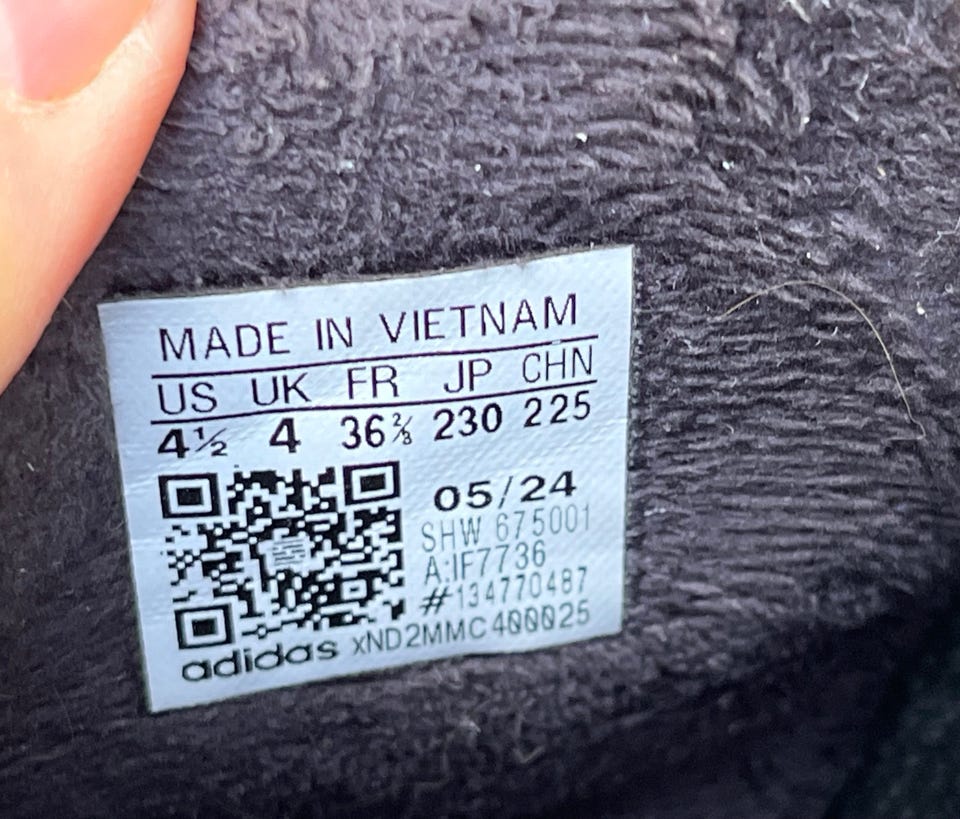 MADE IN VIETNAM
US UK FR JP CHN
4½ 4 36⅔ 230 225
05/24
SHW 675001
A:IF7736
#134770487
adidas XND2MMC400025